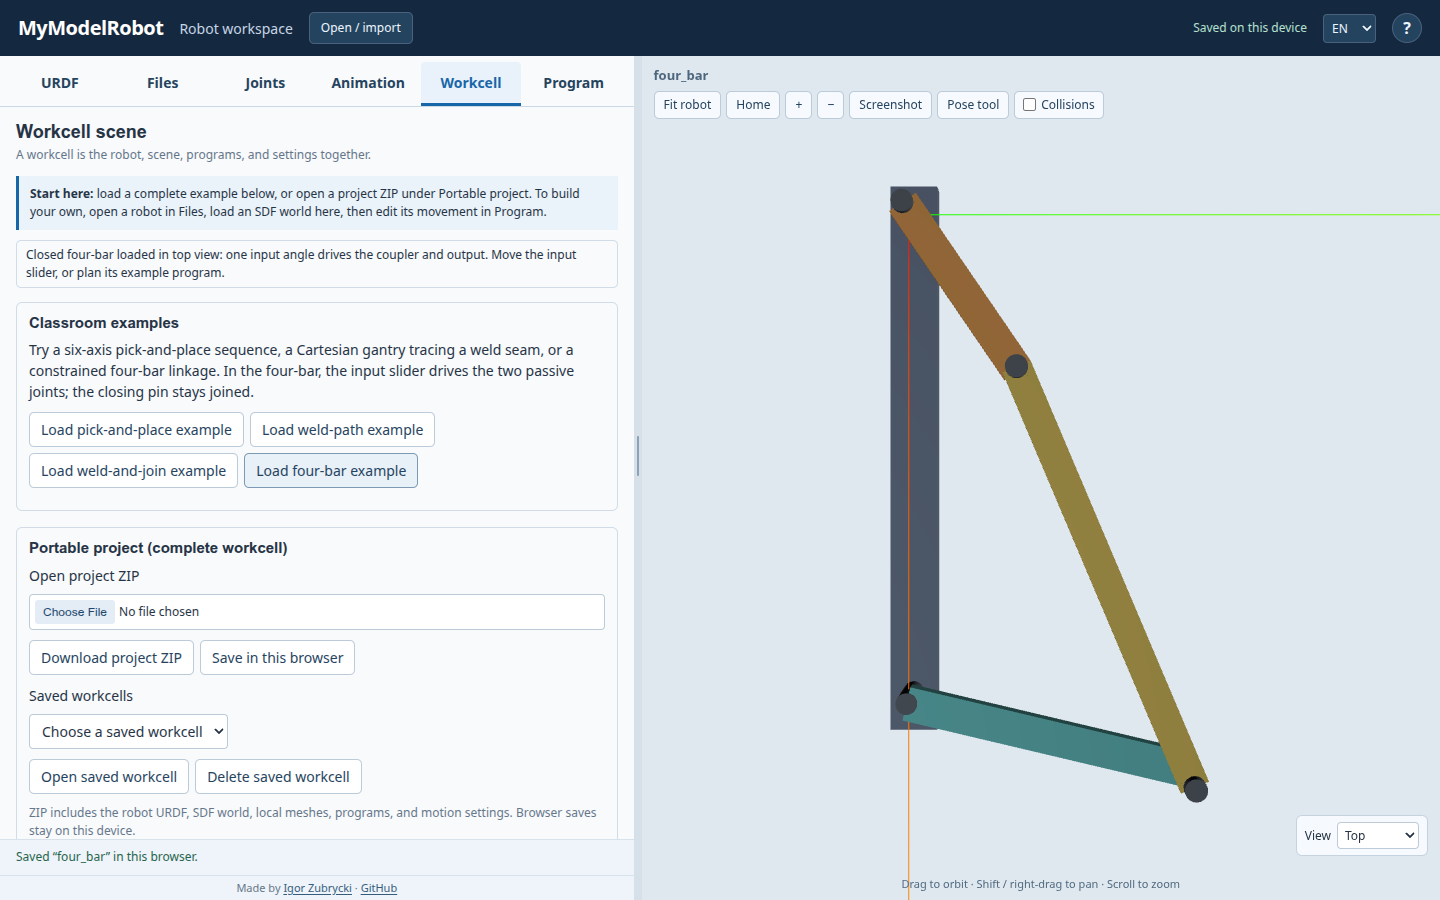 MyModelRobot
Robot workspace
Open / import
Saved on this device
EN
?
URDF
Files
Joints
Animation
Workcell
Program
Workcell scene
A workcell is the robot, scene, programs, and settings together.
Start here: load a complete example below, or open a project ZIP under Portable project. To build
your own, open a robot in Files, load an SDF world here, then edit its movement in Program.
Closed four-bar loaded in top view: one input angle drives the coupler and output. Move the input
slider, or plan its example program.
Classroom examples
Try a six-axis pick-and-place sequence, a Cartesian gantry tracing a weld seam, or a
constrained four-bar linkage. In the four-bar, the input slider drives the two passive
joints; the closing pin stays joined.
Load pick-and-place example
Load weld-path example
Load weld-and-join example
Load four-bar example
Portable project (complete workcell)
Open project ZIP
Choose File No file chosen
Download project ZIP
Save in this browser
Saved workcells
Choose a saved workcell
Open saved workcell
Delete saved workcell
ZIP includes the robot URDF, SDF world, local meshes, programs, and motion settings. Browser saves
stay on this device.
Saved “four_bar” in this browser.
Made by Igor Zubrycki · GitHub
four_bar
Fit robot
Home
+
−
Screenshot
Pose tool
Collisions
View
Top
Drag to orbit · Shift / right-drag to pan · Scroll to zoom